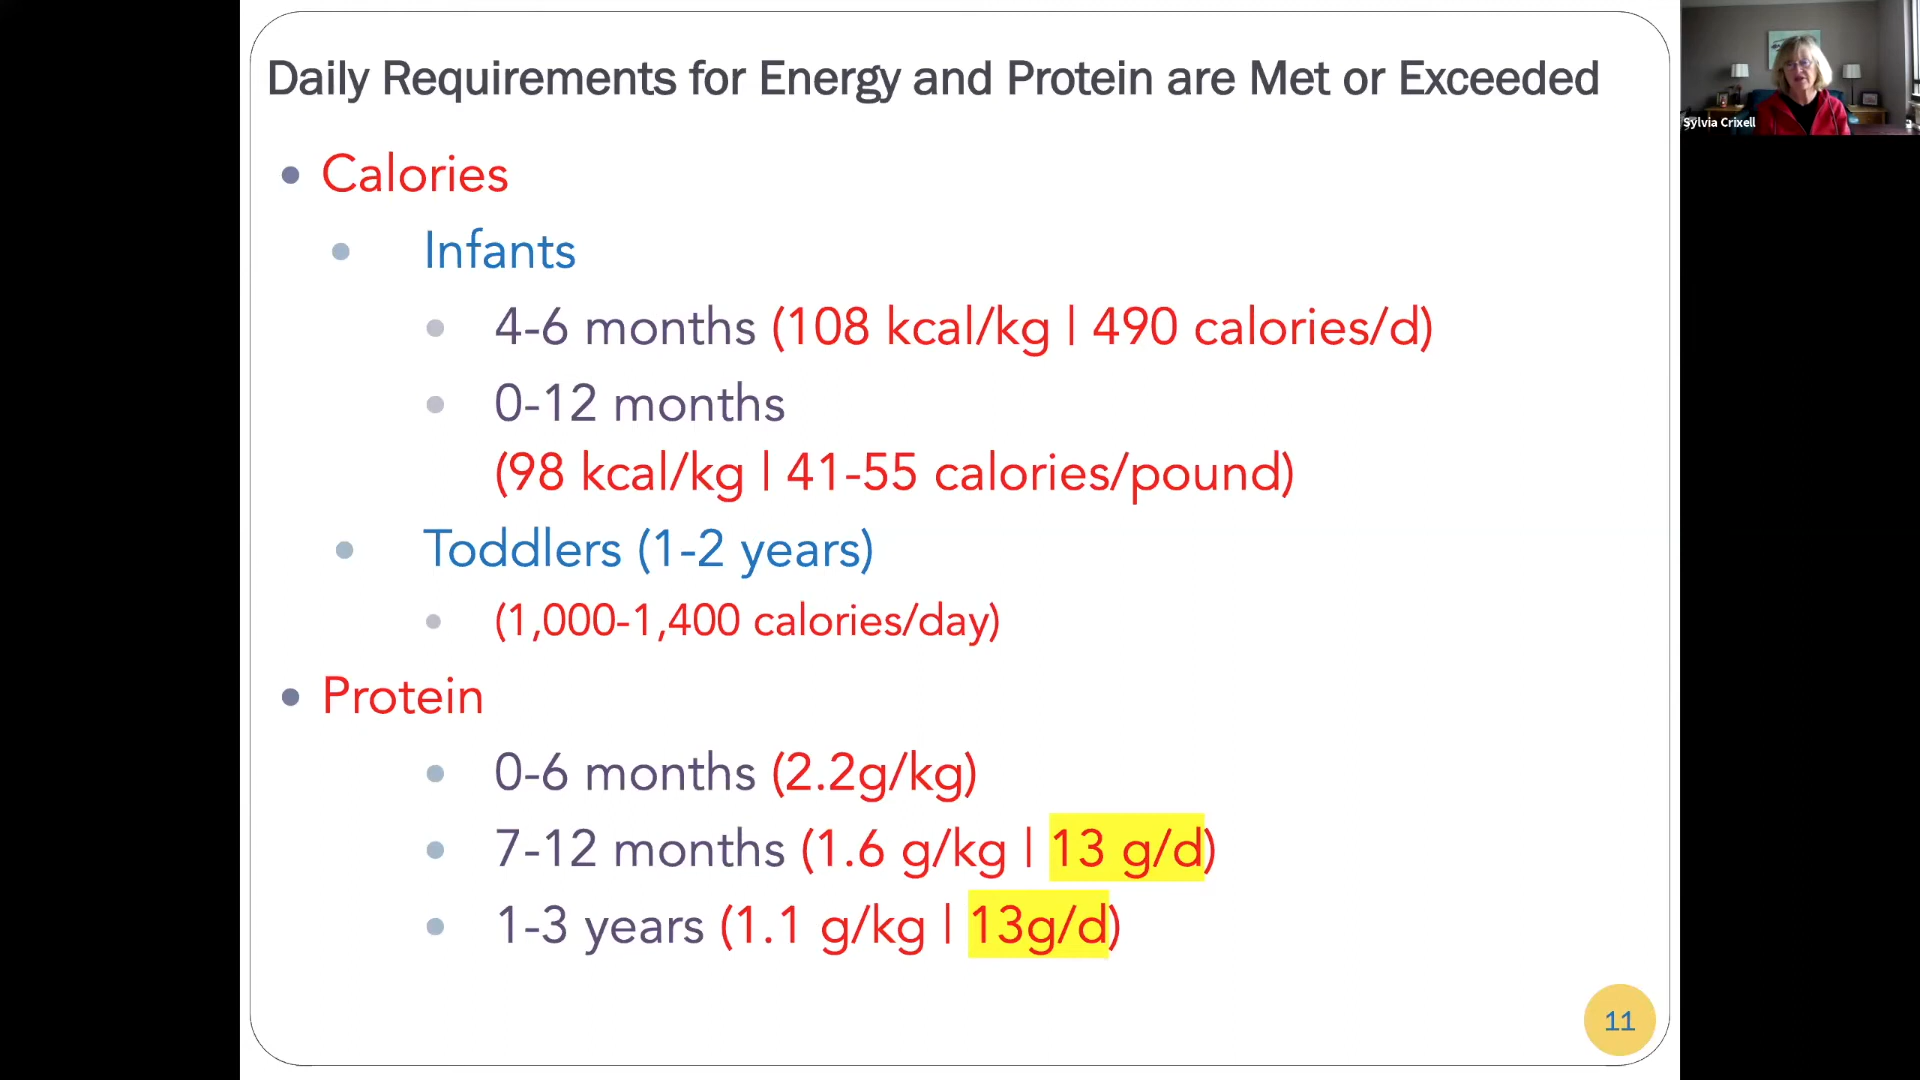 Daily Requirements for Energy and Protein are Met or Exceeded
• Calories
• Infants
• 4-6 months (108 kcal/kg | 490 calories/d)
• 0-12 months
(98 kcal/kg | 41-55 calories/pound)
• Toddlers (1-2 years)
• (1,000-1,400 calories/day)
• Protein
• 0-6 months (2.2g/kg)
• 7-12 months (1.6 g/kg | 13 g/d)
• 1-3 years (1.1 g/kg | 13g/d)
11
Sylvia Crixell